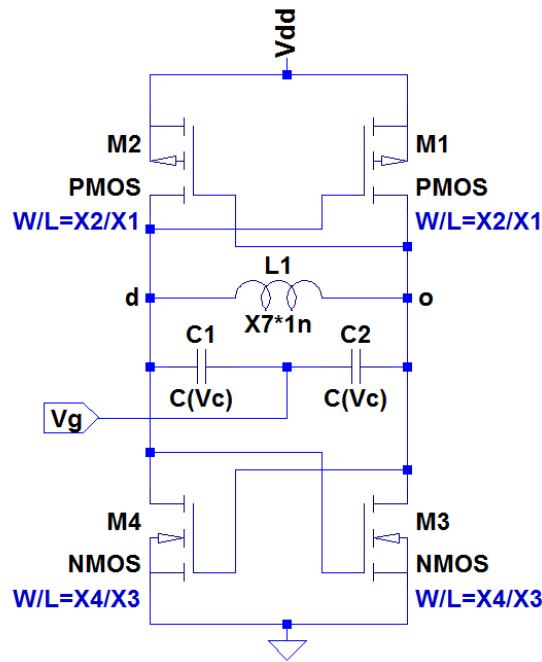 Vdd
M2
M1
PMOS
PMOS
W/L=X2/X1
W/L=X2/X1
L1
d
o
X7*1n
C1
C2
C(Vc)
C(Vc)
Vg
M4
M3
NMOS
NMOS
W/L=X4/X3
W/L=X4/X3